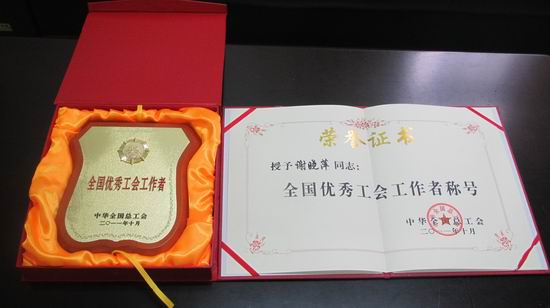 全国优秀工会工作者
中华全国总工会
二〇一一年十月
荣誉证书
授予谢晓萍同志:
全国优秀工会工作者称号
中华全国总工会
二〇一一年十月